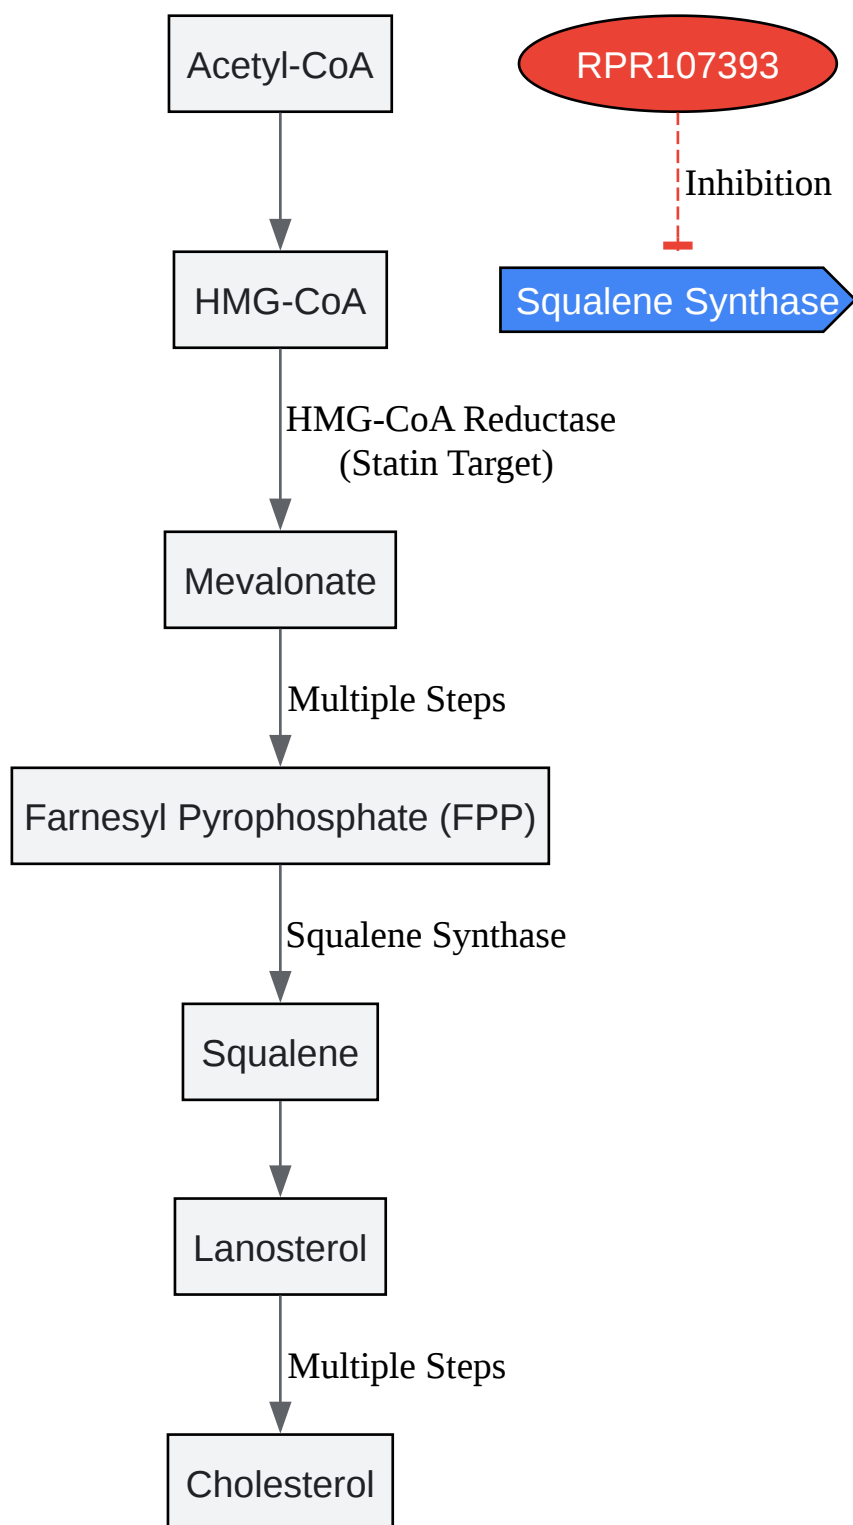 Acetyl-CoA
RPR107393
Inhibition
HMG-CoA
Squalene Synthase
HMG-CoA Reductase
(Statin Target)
Mevalonate
Multiple Steps
Farnesyl Pyrophosphate (FPP)
Squalene Synthase
Squalene
Lanosterol
Multiple Steps
Cholesterol